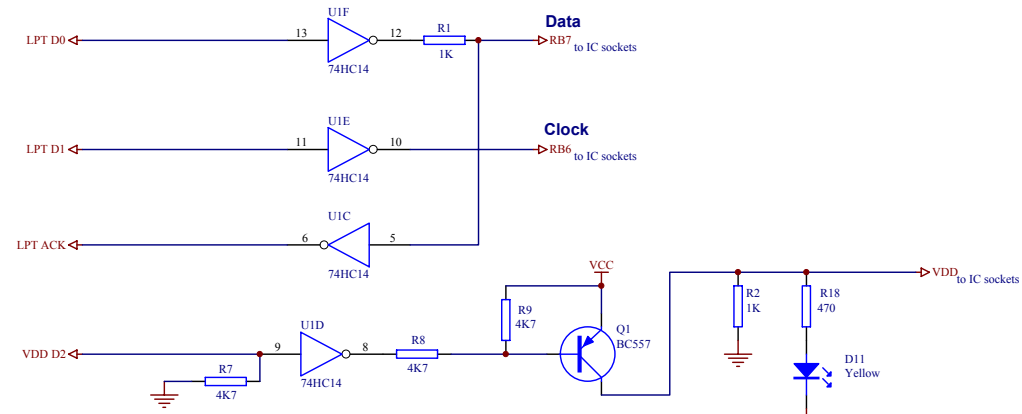 U1F
LPT D0
13
12
R1
1K
74HC14
Data
RB7
to IC sockets
U1E
LPT D1
11
10
74HC14
Clock
RB6
to IC sockets
U1C
LPT ACK
6
5
74HC14
VCC
VDD
to IC sockets
R2
1K
R18
470
R9
4K7
Q1
BC557
U1D
VDD D2
9
8
R8
4K7
74HC14
R7
4K7
D11
Yellow